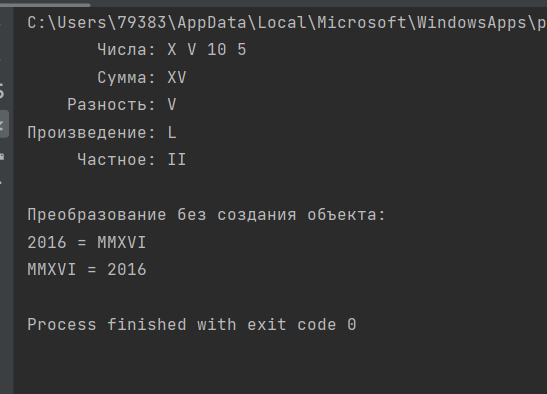 C:\Users\79383\AppData\Local\Microsoft\WindowsApps\p
Числа: X V 10 5
Сумма: XV
Разность: V
Произведение: L
Частное: II
Преобразование без создания объекта:
2016 = MMXVI
MMXVI = 2016
Process finished with exit code 0